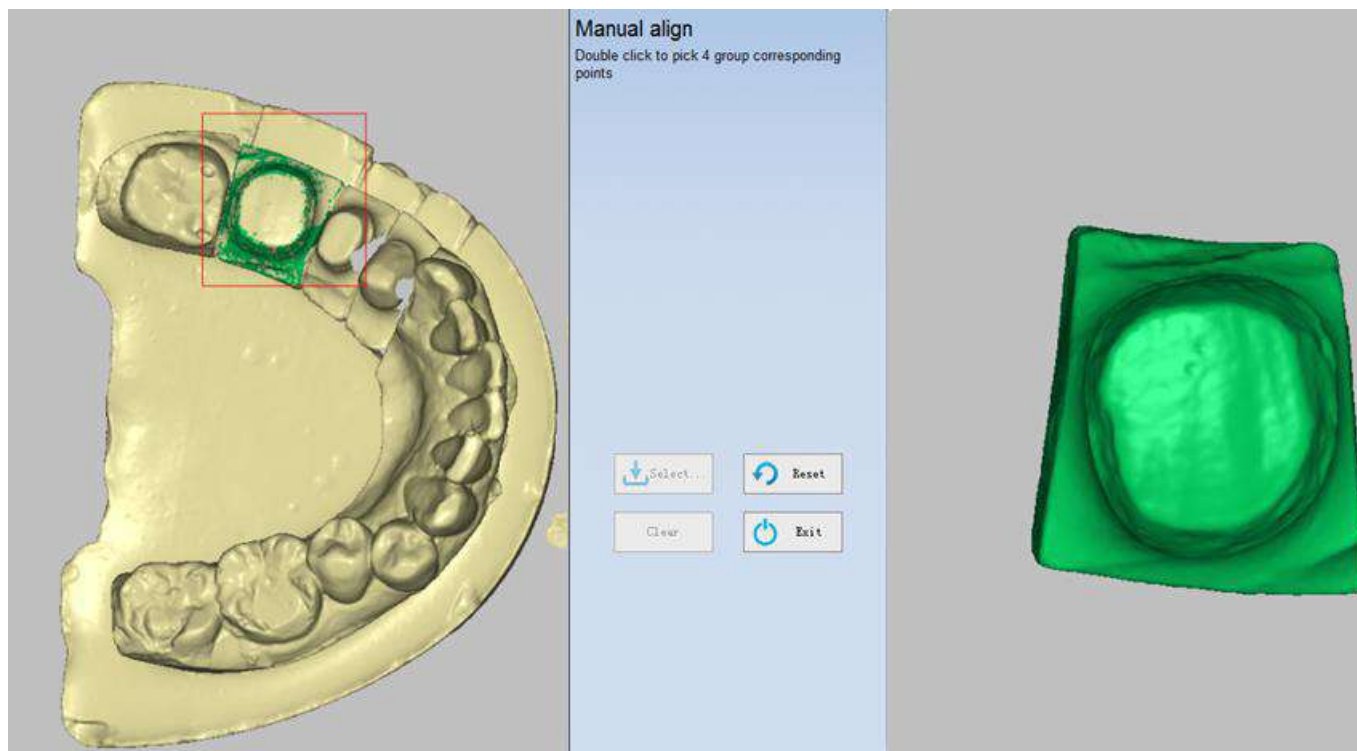 Manual align
Double click to pick 4 group corresponding
points
Select...
Reset
Clear
Exit